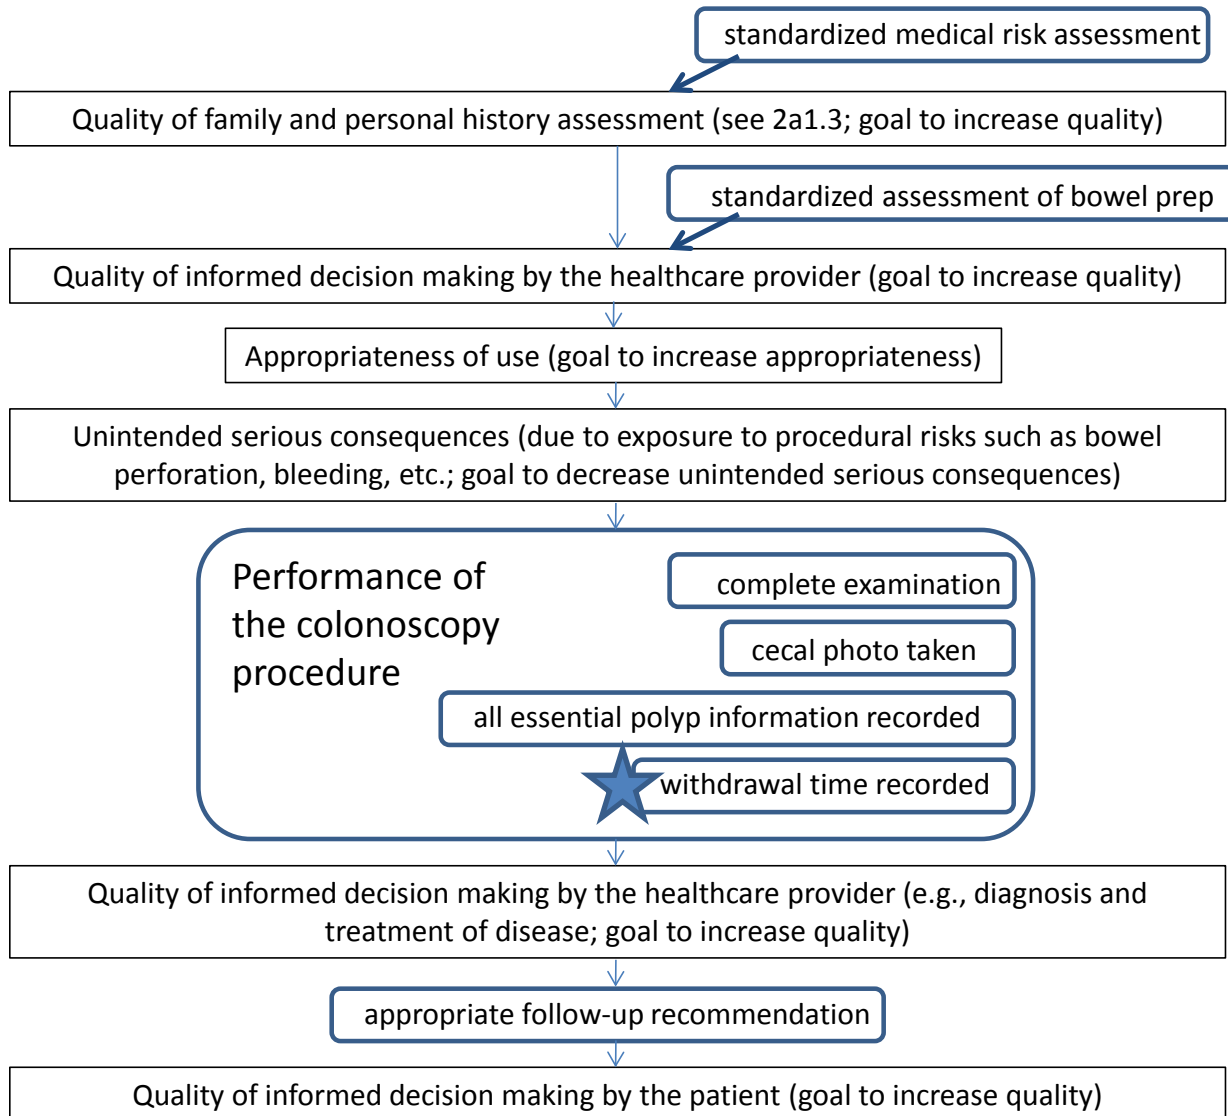 standardized medical risk assessment
Quality of family and personal history assessment (see 2a1.3; goal to increase quality)
standardized assessment of bowel prep
Quality of informed decision making by the healthcare provider (goal to increase quality)
Appropriateness of use (goal to increase appropriateness)
Unintended serious consequences (due to exposure to procedural risks such as bowel
perforation, bleeding, etc.; goal to decrease unintended serious consequences)
Performance of
the colonoscopy
procedure
complete examination
cecal photo taken
all essential polyp information recorded
withdrawal time recorded
Quality of informed decision making by the healthcare provider (e.g., diagnosis and
treatment of disease; goal to increase quality)
appropriate follow-up recommendation
Quality of informed decision making by the patient (goal to increase quality)